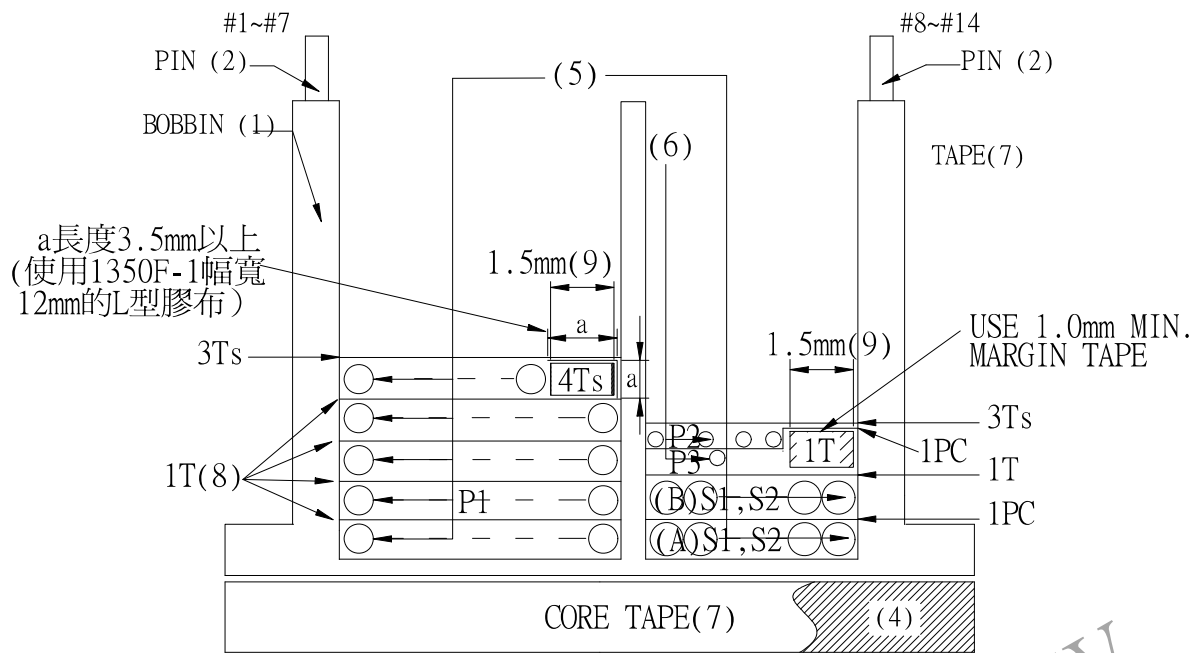 #1~#7
#8~#14
PIN (2)
(5)
PIN (2)
BOBBIN (1)
(6)
TAPE(7)
a長度3.5mm以上
(使用1350F-1幅寬
12mm的L型膠布)
1.5mm(9)
a
USE 1.0mm MIN.
MARGIN TAPE
1.5mm(9)
3Ts
4Ts
a
3Ts
P2
1T
1PC
P3
1T(8)
1T
P1
(B)S1,S2
1PC
(A)S1,S2
CORE TAPE(7)
(4)